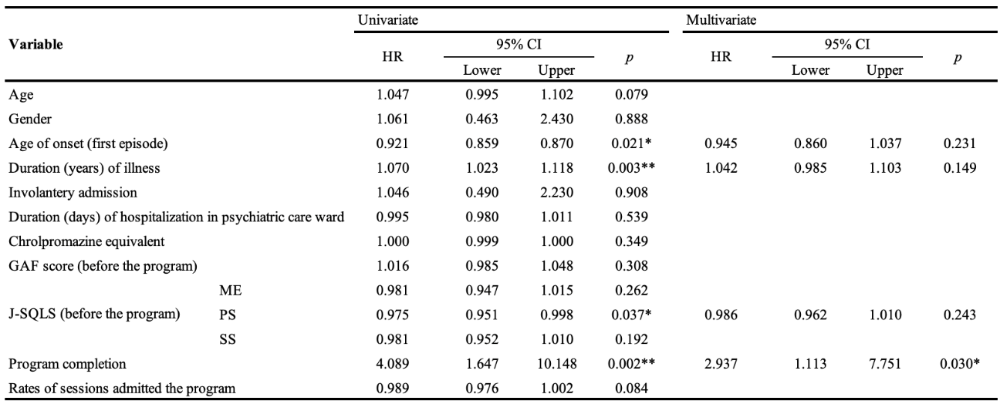 Univariate Multivariate
Variable HR 95% CI p HR 95% CI p
Lower Upper Lower Upper
Age 1.047 0.995 1.102 0.079
Gender 1.061 0.463 2.430 0.888
Age of onset (first episode) 0.921 0.859 0.870 0.021* 0.945 0.860 1.037 0.231
Duration (years) of illness 1.070 1.023 1.118 0.003** 1.042 0.985 1.103 0.149
Involantery admission 1.046 0.490 2.230 0.908
Duration (days) of hospitalization in psychiatric care ward 0.995 0.980 1.011 0.539
Chrolpromazine equivalent 1.000 0.999 1.000 0.349
GAF score (before the program) 1.016 0.985 1.048 0.308
ME 0.981 0.947 1.015 0.262
J-SQLS (before the program) PS 0.975 0.951 0.998 0.037* 0.986 0.962 1.010 0.243
SS 0.981 0.952 1.010 0.192
Program completion 4.089 1.647 10.148 0.002** 2.937 1.113 7.751 0.030*
Rates of sessions admitted the program 0.989 0.976 1.002 0.084